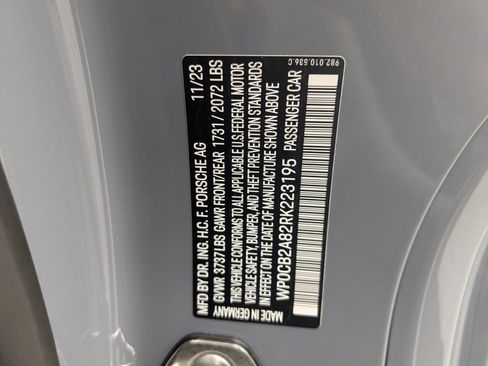 MFD BY DR. ING. H.C. F. PORSCHE AG 11/23
GVWR 3737 LBS GAWR FRONT/REAR 1731/ 2072 LBS
THIS VEHICLE CONFORMS TO ALL APPLICABLE U.S.FEDERAL MOTOR
VEHICLE SAFETY, BUMPER, AND THEFT PREVENTION STANDARDS
IN EFFECT ON THE DATE OF MANUFACTURE SHOWN ABOVE
WP0CB2A82RK223195 PASSENGER CAR
MADE IN GERMANY
982.010.536.C